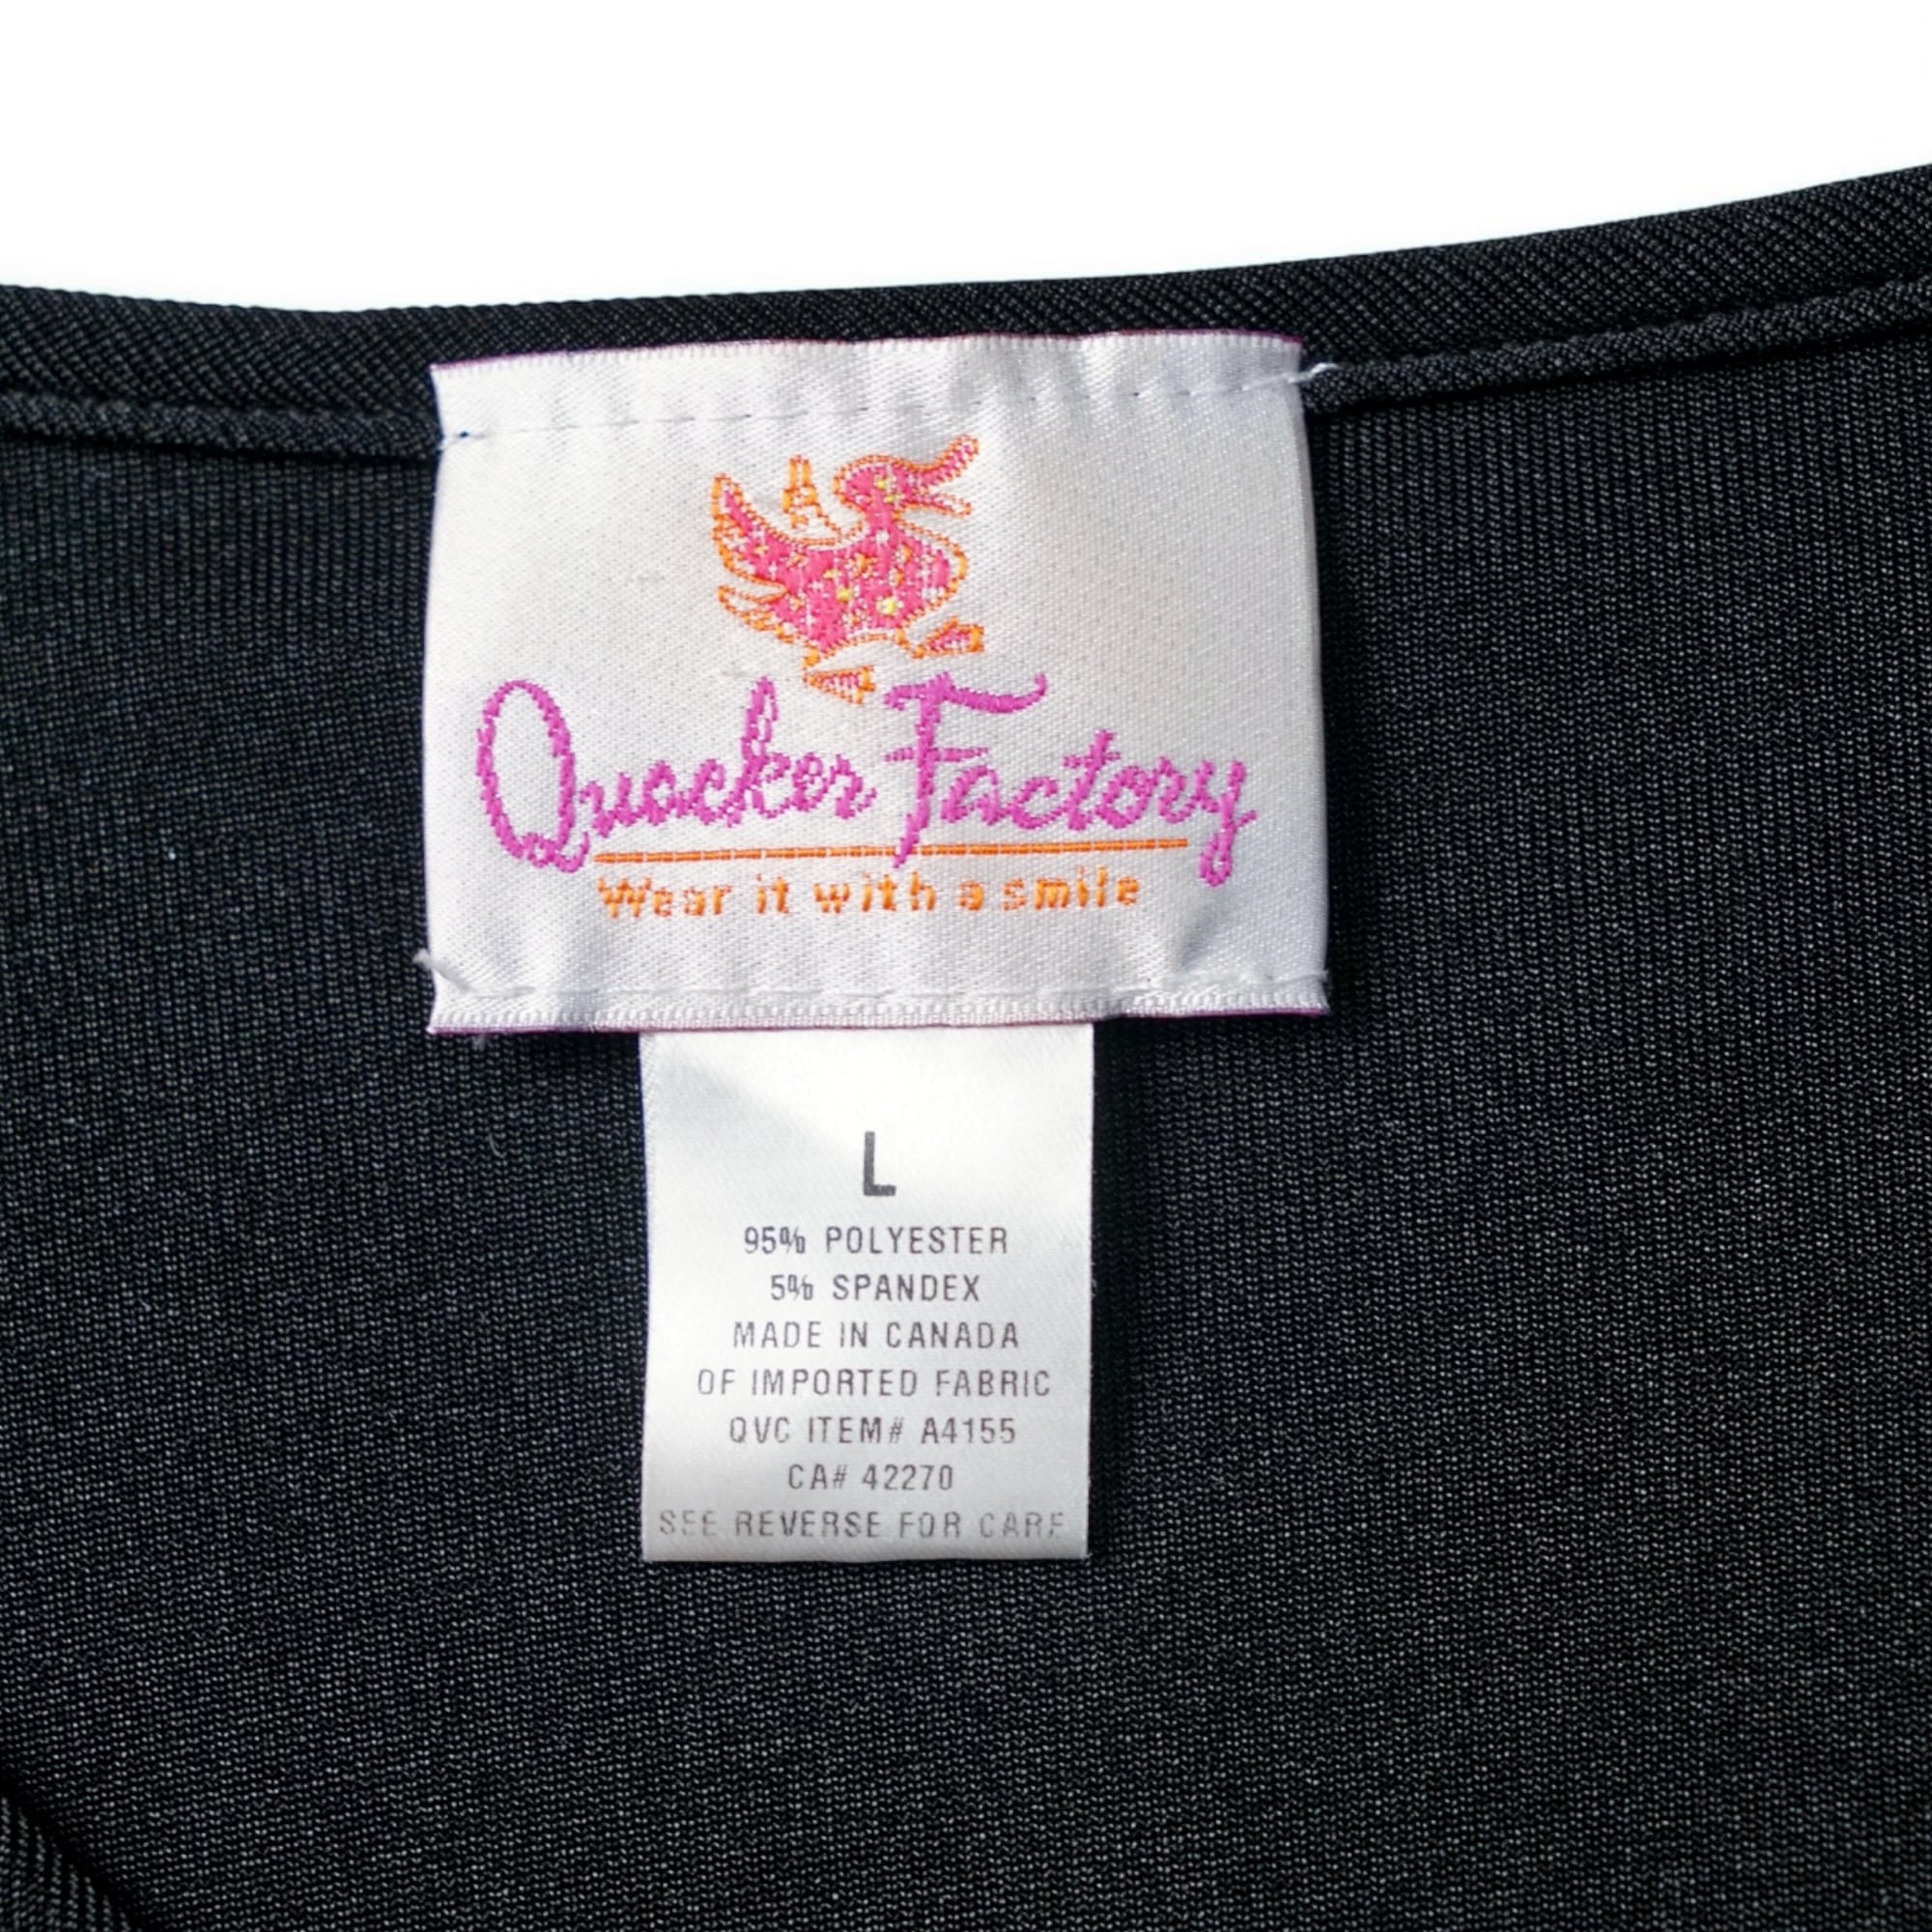 Quacker Factory
Wear it with a smile
L
95% POLYESTER
5% SPANDEX
MADE IN CANADA
OF IMPORTED FABRIC
QVC ITEM# A4155
CA# 42270
SEE REVERSE FOR CARE